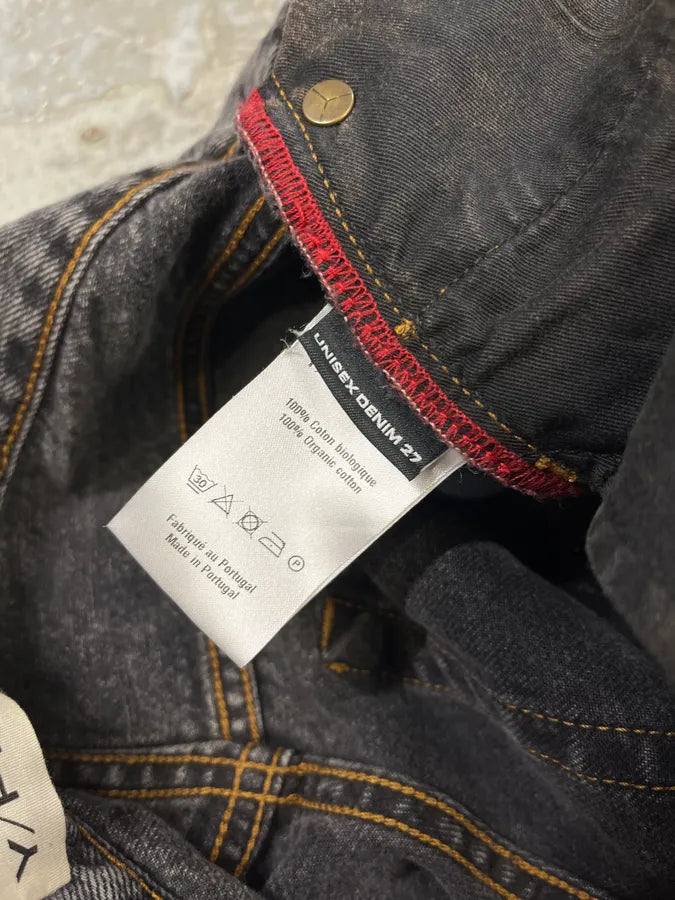 UNISEX DENIM 27
100% Coton biologique
100% Organic cotton
30
P
Fabriqué au Portugal
Made in Portugal
Y/P